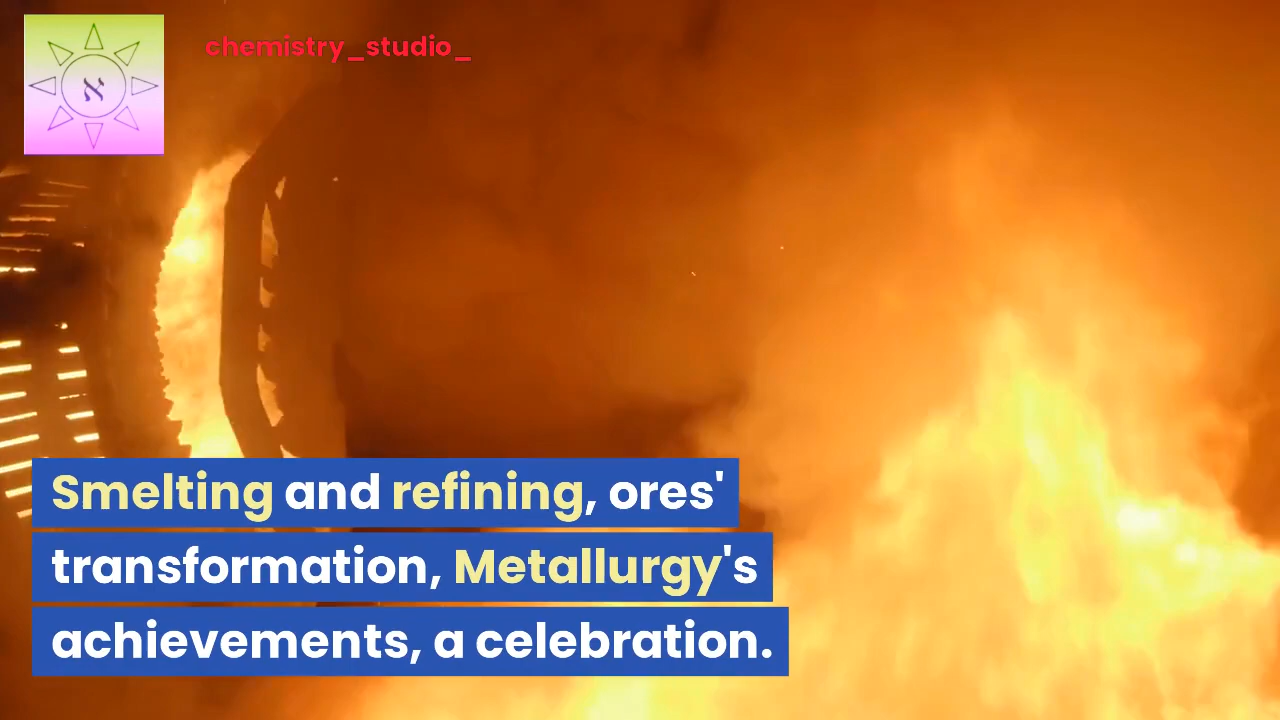 chemistry_studio_
א
Smelting and refining, ores'
transformation, Metallurgy's
achievements, a celebration.